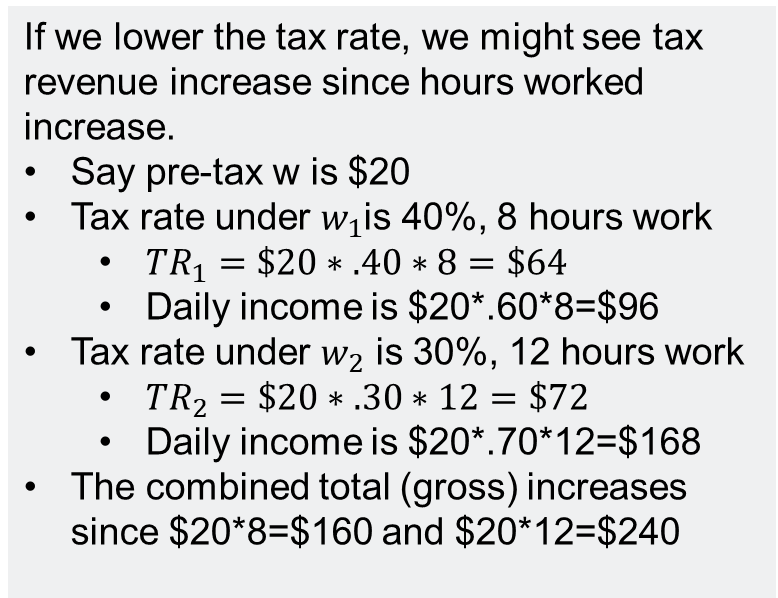 If we lower the tax rate, we might see tax
revenue increase since hours worked
increase.
• Say pre-tax w is $20
• Tax rate under 𝑤₁is 40%, 8 hours work
• 𝑇𝑅₁ = $20 ∗ .40 ∗ 8 = $64
• Daily income is $20*.60*8=$96
• Tax rate under 𝑤₂ is 30%, 12 hours work
• 𝑇𝑅₂ = $20 ∗ .30 ∗ 12 = $72
• Daily income is $20*.70*12=$168
• The combined total (gross) increases
since $20*8=$160 and $20*12=$240